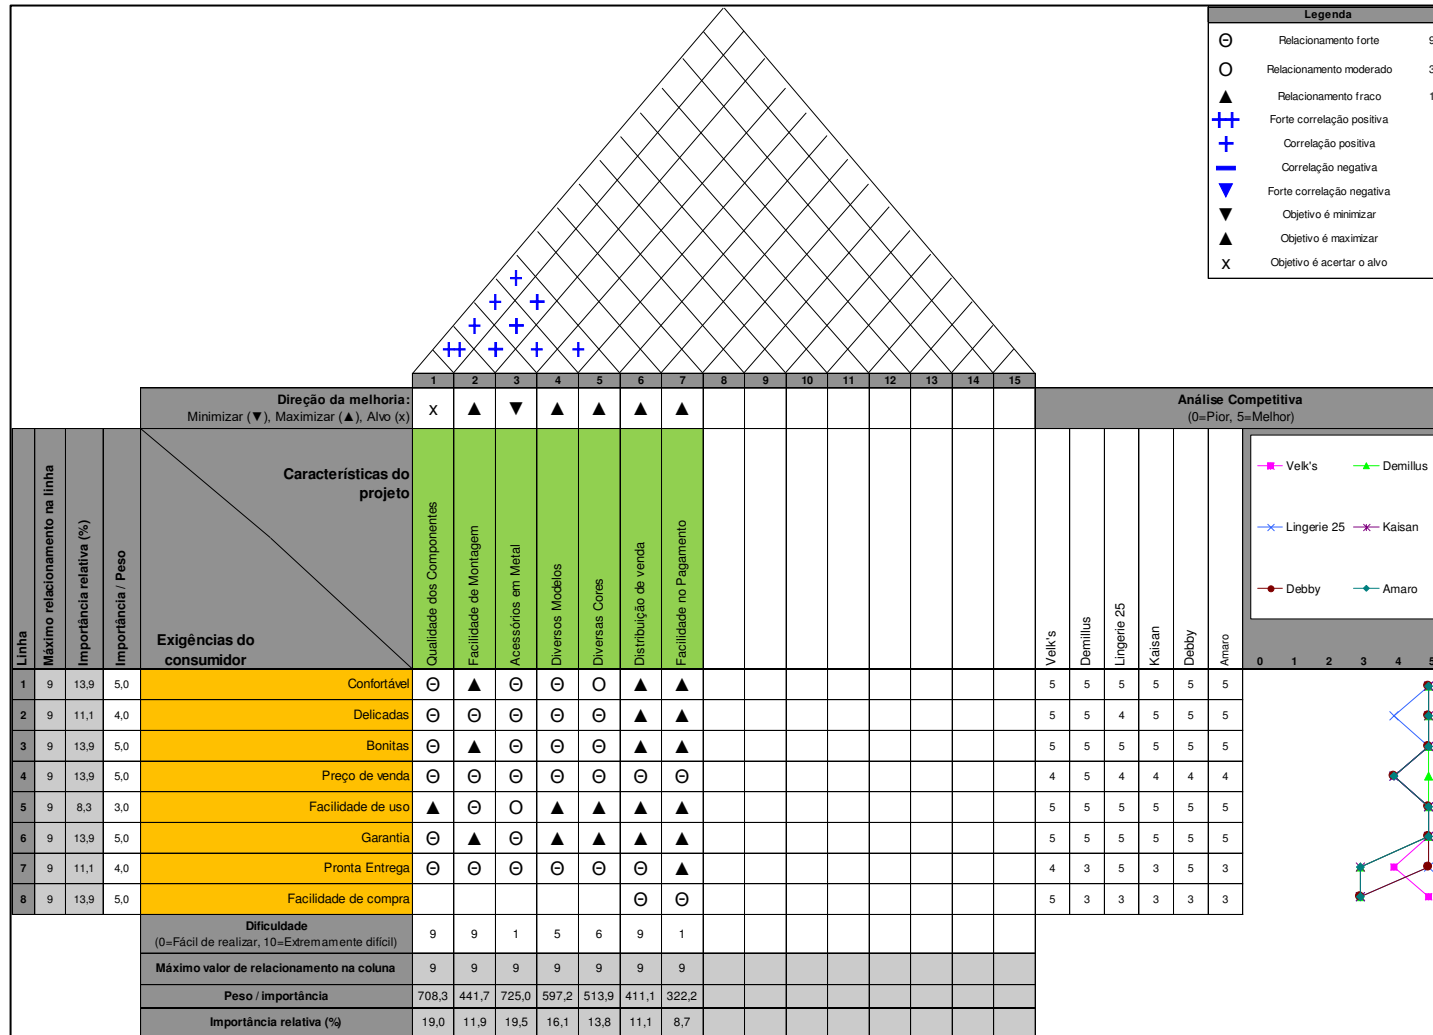 Legenda
Θ Relacionamento forte 9
Ο Relacionamento moderado 3
▲ Relacionamento fraco 1
++ Forte correlação positiva
+ Correlação positiva
− Correlação negativa
▼ Forte correlação negativa
▼ Objetivo é minimizar
▲ Objetivo é maximizar
x Objetivo é acertar o alvo
1 2 3 4 5 6 7 8 9 10 11 12 13 14 15
Direção da melhoria:
Minimizar (▼), Maximizar (▲), Alvo (x)
x ▲ ▼ ▲ ▲ ▲ ▲
Análise Competitiva
(0=Pior, 5=Melhor)
Linha
Máximo relacionamento na linha
Importância relativa (%)
Importância / Peso
Características do
projeto
Exigências do
consumidor
Qualidade dos Componentes
Facilidade de Montagem
Acessórios em Metal
Diversos Modelos
Diversas Cores
Distribuição de venda
Facilidade no Pagamento
Velk's
Demillus
Lingerie 25
Kaisan
Debby
Amaro
Velk's Demillus
Lingerie 25 Kaisan
Debby Amaro
0 1 2 3 4 5
1 9 13,9 5,0 Confortável Θ ▲ Θ Θ Ο ▲ ▲ 5 5 5 5 5 5
2 9 11,1 4,0 Delicadas Θ Θ Θ Θ Θ ▲ ▲ 5 5 4 5 5 5
3 9 13,9 5,0 Bonitas Θ ▲ Θ Θ Θ ▲ ▲ 5 5 5 5 5 5
4 9 13,9 5,0 Preço de venda Θ Θ Θ Θ Θ Θ Θ 4 5 4 4 4 4
5 9 8,3 3,0 Facilidade de uso ▲ Θ Ο ▲ ▲ ▲ ▲ 5 5 5 5 5 5
6 9 13,9 5,0 Garantia Θ ▲ Θ ▲ ▲ ▲ ▲ 5 5 5 5 5 5
7 9 11,1 4,0 Pronta Entrega Θ Θ Θ Θ Θ Θ ▲ 4 3 5 3 5 3
8 9 13,9 5,0 Facilidade de compra Θ Θ 5 3 3 3 3 3
Dificuldade
(0=Fácil de realizar, 10=Extremamente difícil)
9 9 1 5 6 9 1
Máximo valor de relacionamento na coluna 9 9 9 9 9 9 9
Peso / importância 708,3 441,7 725,0 597,2 513,9 411,1 322,2
Importância relativa (%) 19,0 11,9 19,5 16,1 13,8 11,1 8,7